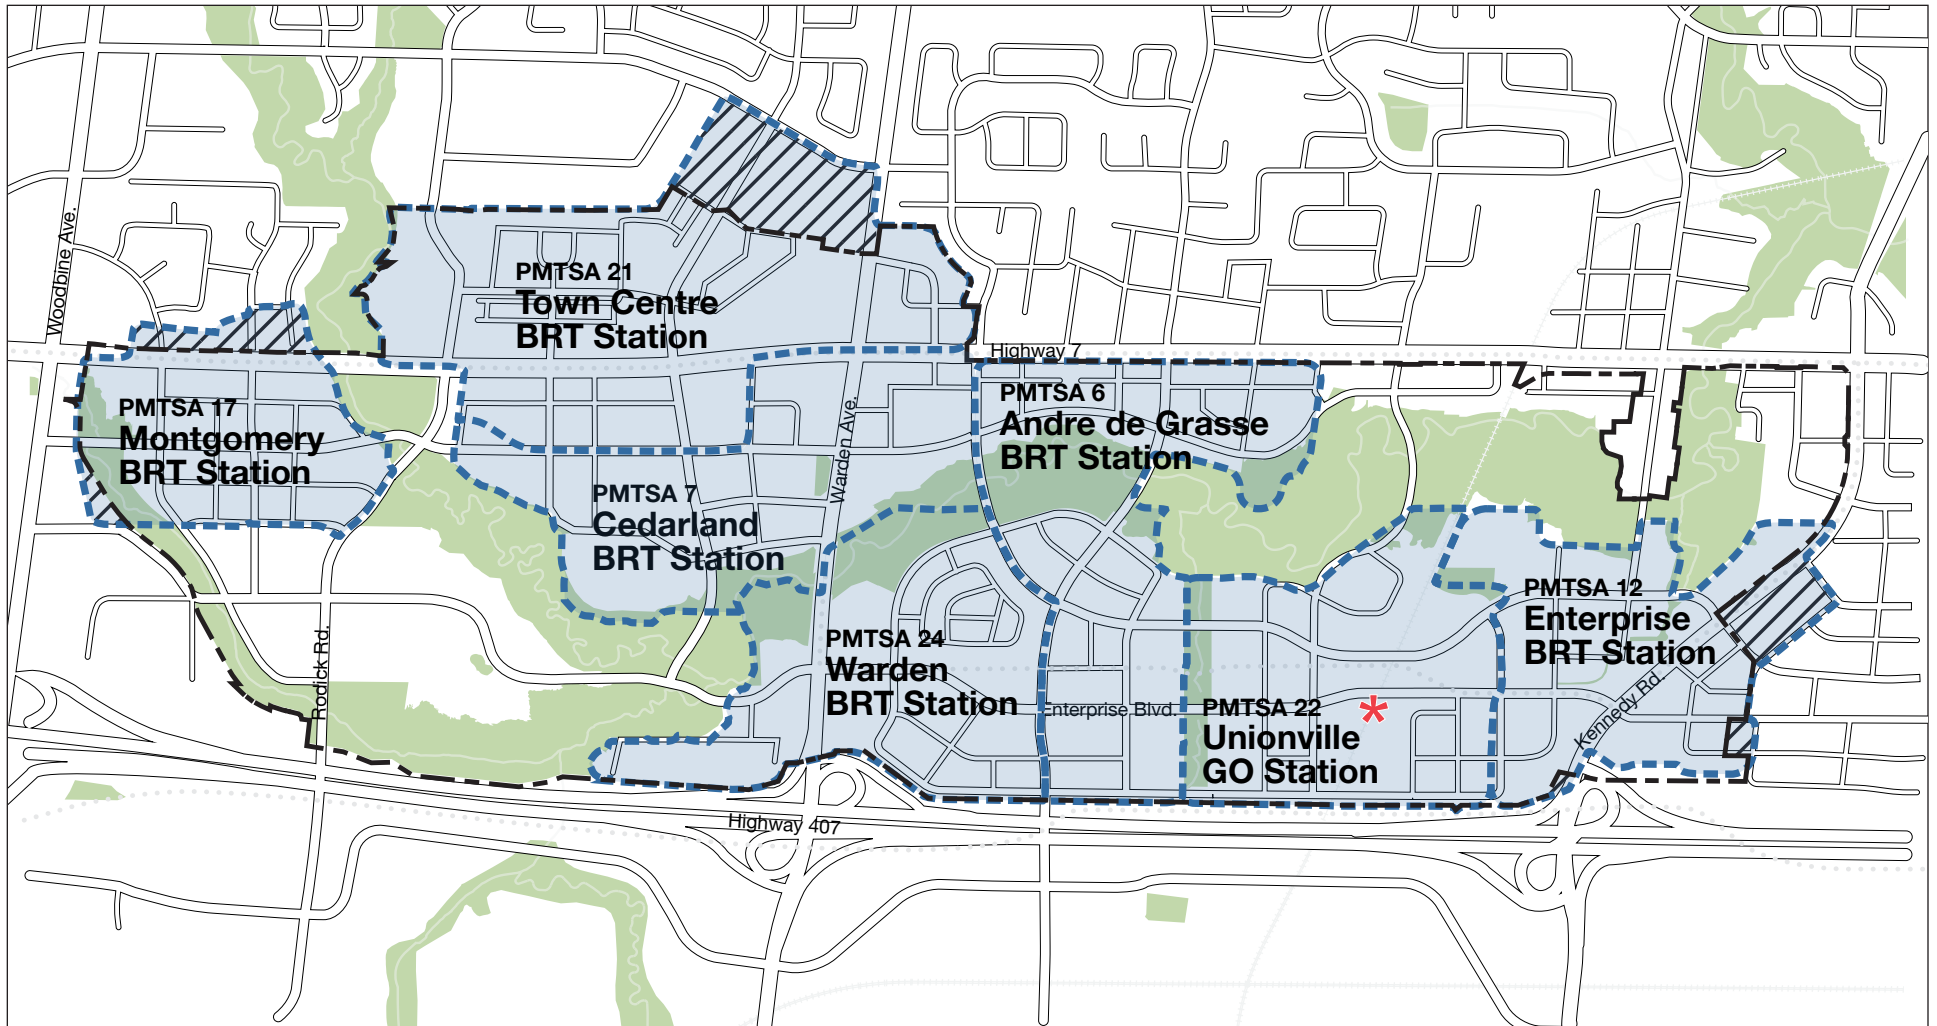 Woodbine Ave.
PMTSA 21
Town Centre
BRT Station
Highway 7
PMTSA 17
Montgomery
BRT Station
PMTSA 6
Andre de Grasse
BRT Station
Warden Ave.
PMTSA 7
Cedarland
BRT Station
PMTSA 12
Enterprise
BRT Station
PMTSA 24
Warden
BRT Station
Rodick Rd.
Enterprise Blvd.
PMTSA 22
Unionville
GO Station
*
Kennedy Rd.
Highway 407